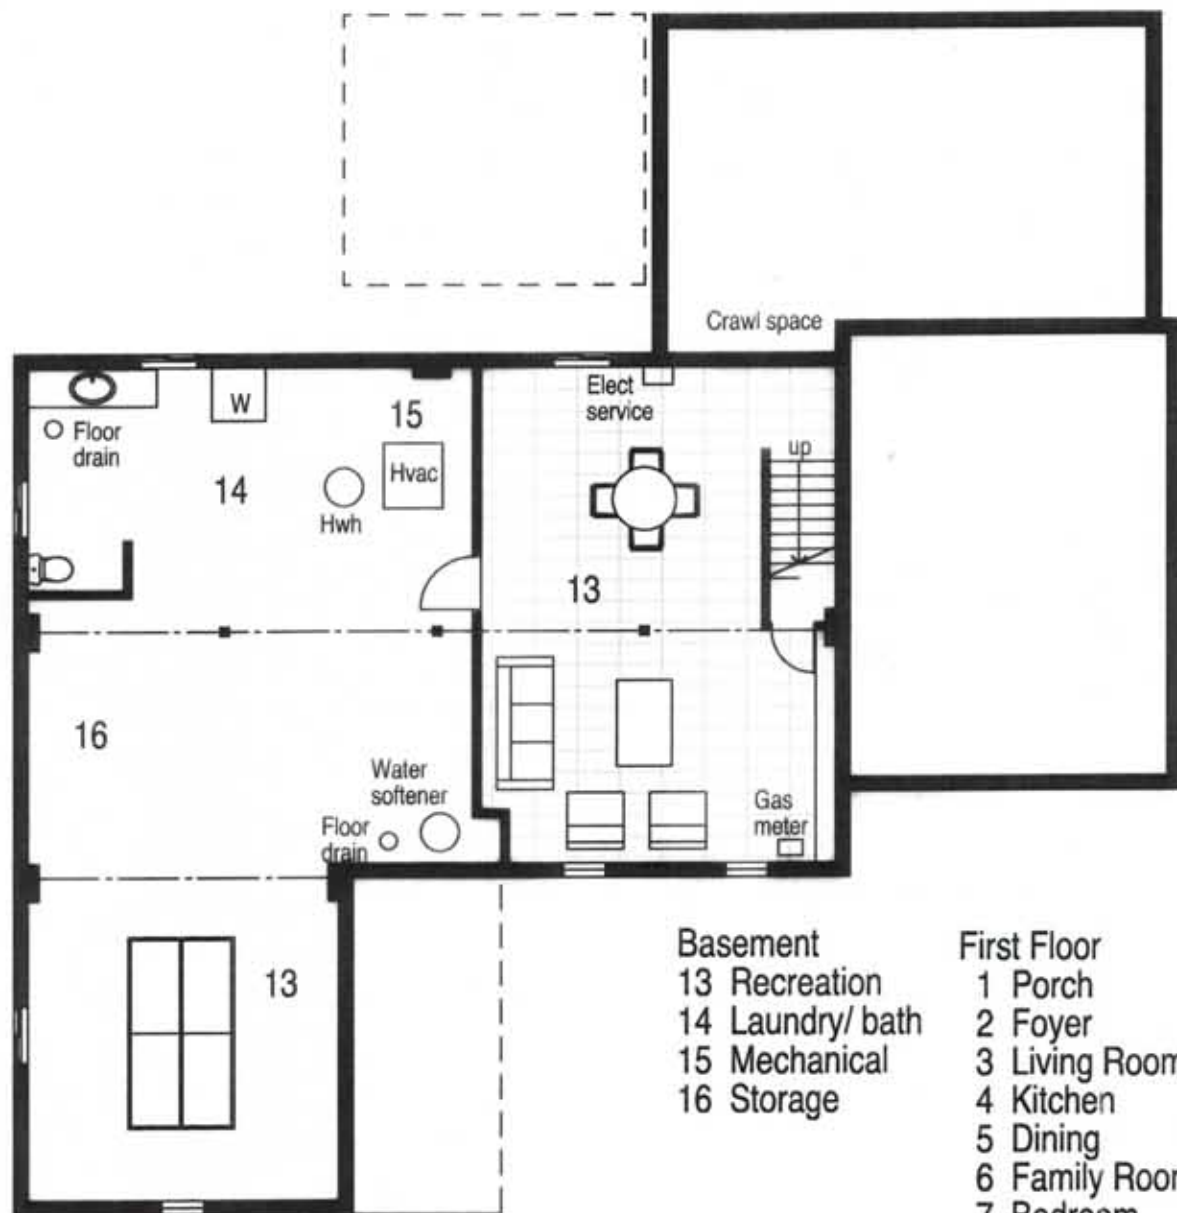 Crawl space
Elect
service
W
15
Floor
drain
up
Hvac
14
Hwh
13
16
Water
softener
Floor
drain
Gas
meter
13
Basement
13 Recreation
14 Laundry/ bath
15 Mechanical
16 Storage
First Floor
1 Porch
2 Foyer
3 Living Room
4 Kitchen
5 Dining
6 Family Room
7 Bedroom